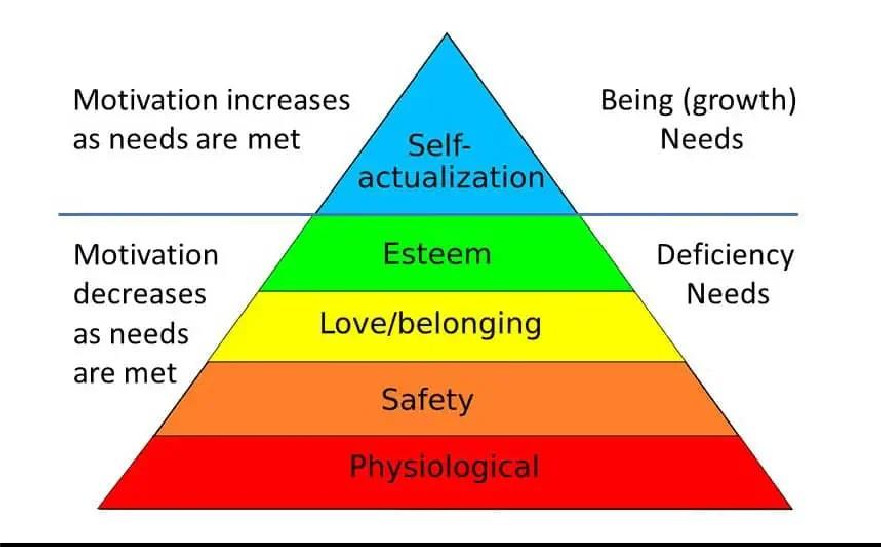 Motivation increases
as needs are met
Being (growth)
Needs
Self-
actualization
Motivation
decreases
as needs
are met
Esteem
Deficiency
Needs
Love/belonging
Safety
Physiological